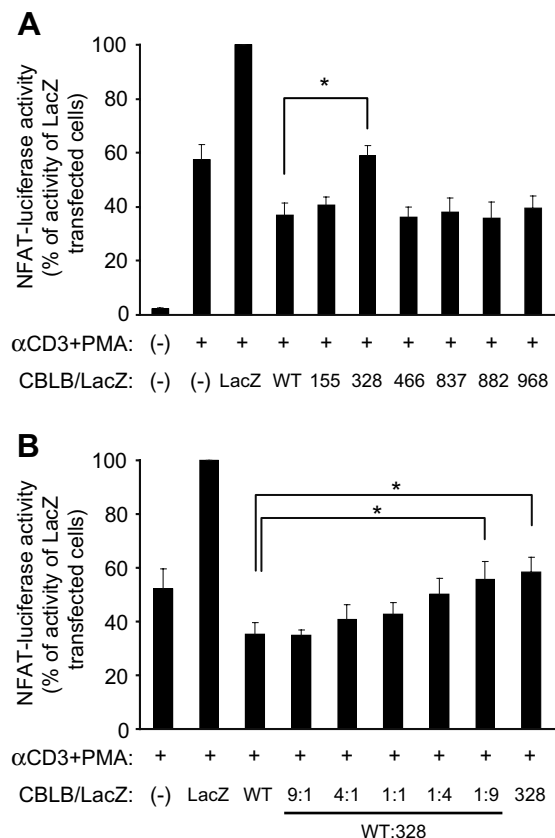 A
NFAT-luciferase activity
(% of activity of LacZ
transfected cells)
100
80
60
40
20
0
*
αCD3+PMA: (-) + + + + + + + + +
CBLB/LacZ: (-) (-) LacZ WT 155 328 466 837 882 968
B
NFAT-luciferase activity
(% of activity of LacZ
transfected cells)
100
80
60
40
20
0
*
*
αCD3+PMA: + + + + + + + + +
CBLB/LacZ: (-) LacZ WT 9:1 4:1 1:1 1:4 1:9 328
WT:328